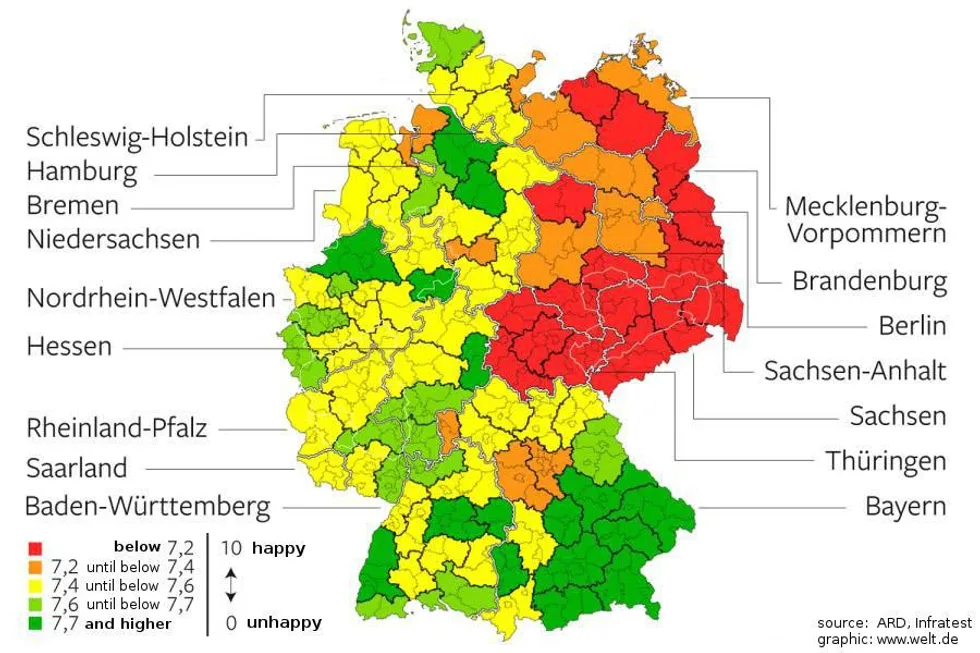 Schleswig-Holstein
Hamburg
Bremen
Niedersachsen
Nordrhein-Westfalen
Hessen
Rheinland-Pfalz
Saarland
Baden-Württemberg
Mecklenburg-
Vorpommern
Brandenburg
Berlin
Sachsen-Anhalt
Sachsen
Thüringen
Bayern
below 7,2
7,2 until below 7,4
7,4 until below 7,6
7,6 until below 7,7
7,7 and higher
10 happy
0 unhappy
source: ARD, Infratest
graphic: www.welt.de